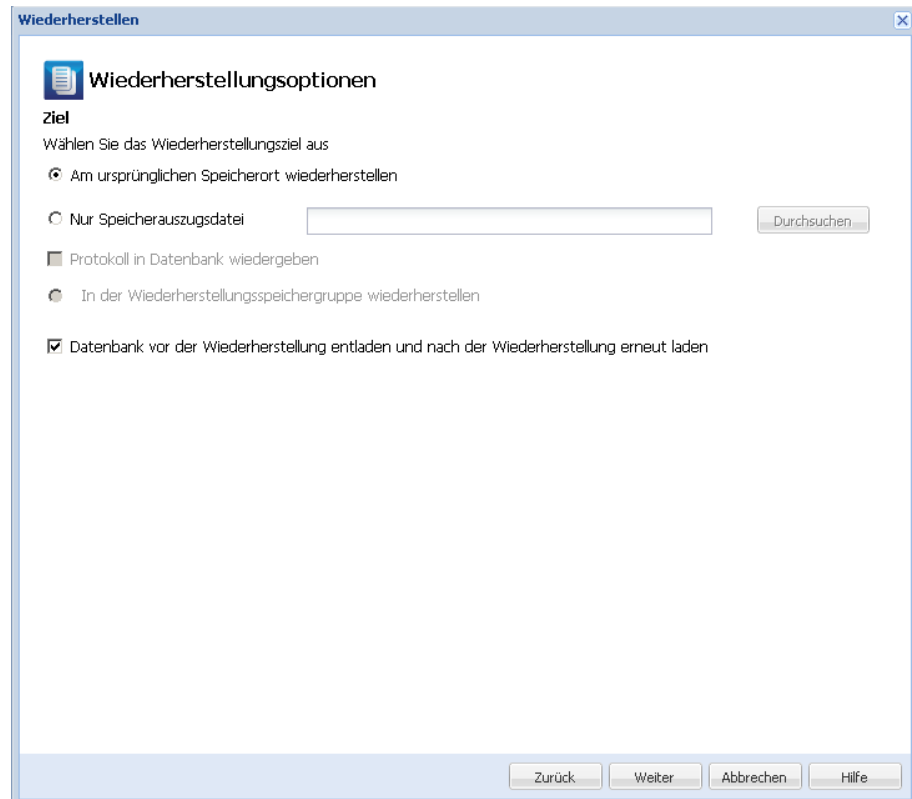 Wiederherstellen
Wiederherstellungsoptionen
Ziel
Wählen Sie das Wiederherstellungsziel aus
Am ursprünglichen Speicherort wiederherstellen
Nur Speicherauszugsdatei Durchsuchen
Protokoll in Datenbank wiedergeben
In der Wiederherstellungsspeichergruppe wiederherstellen
Datenbank vor der Wiederherstellung entladen und nach der Wiederherstellung erneut laden
Zurück Weiter Abbrechen Hilfe